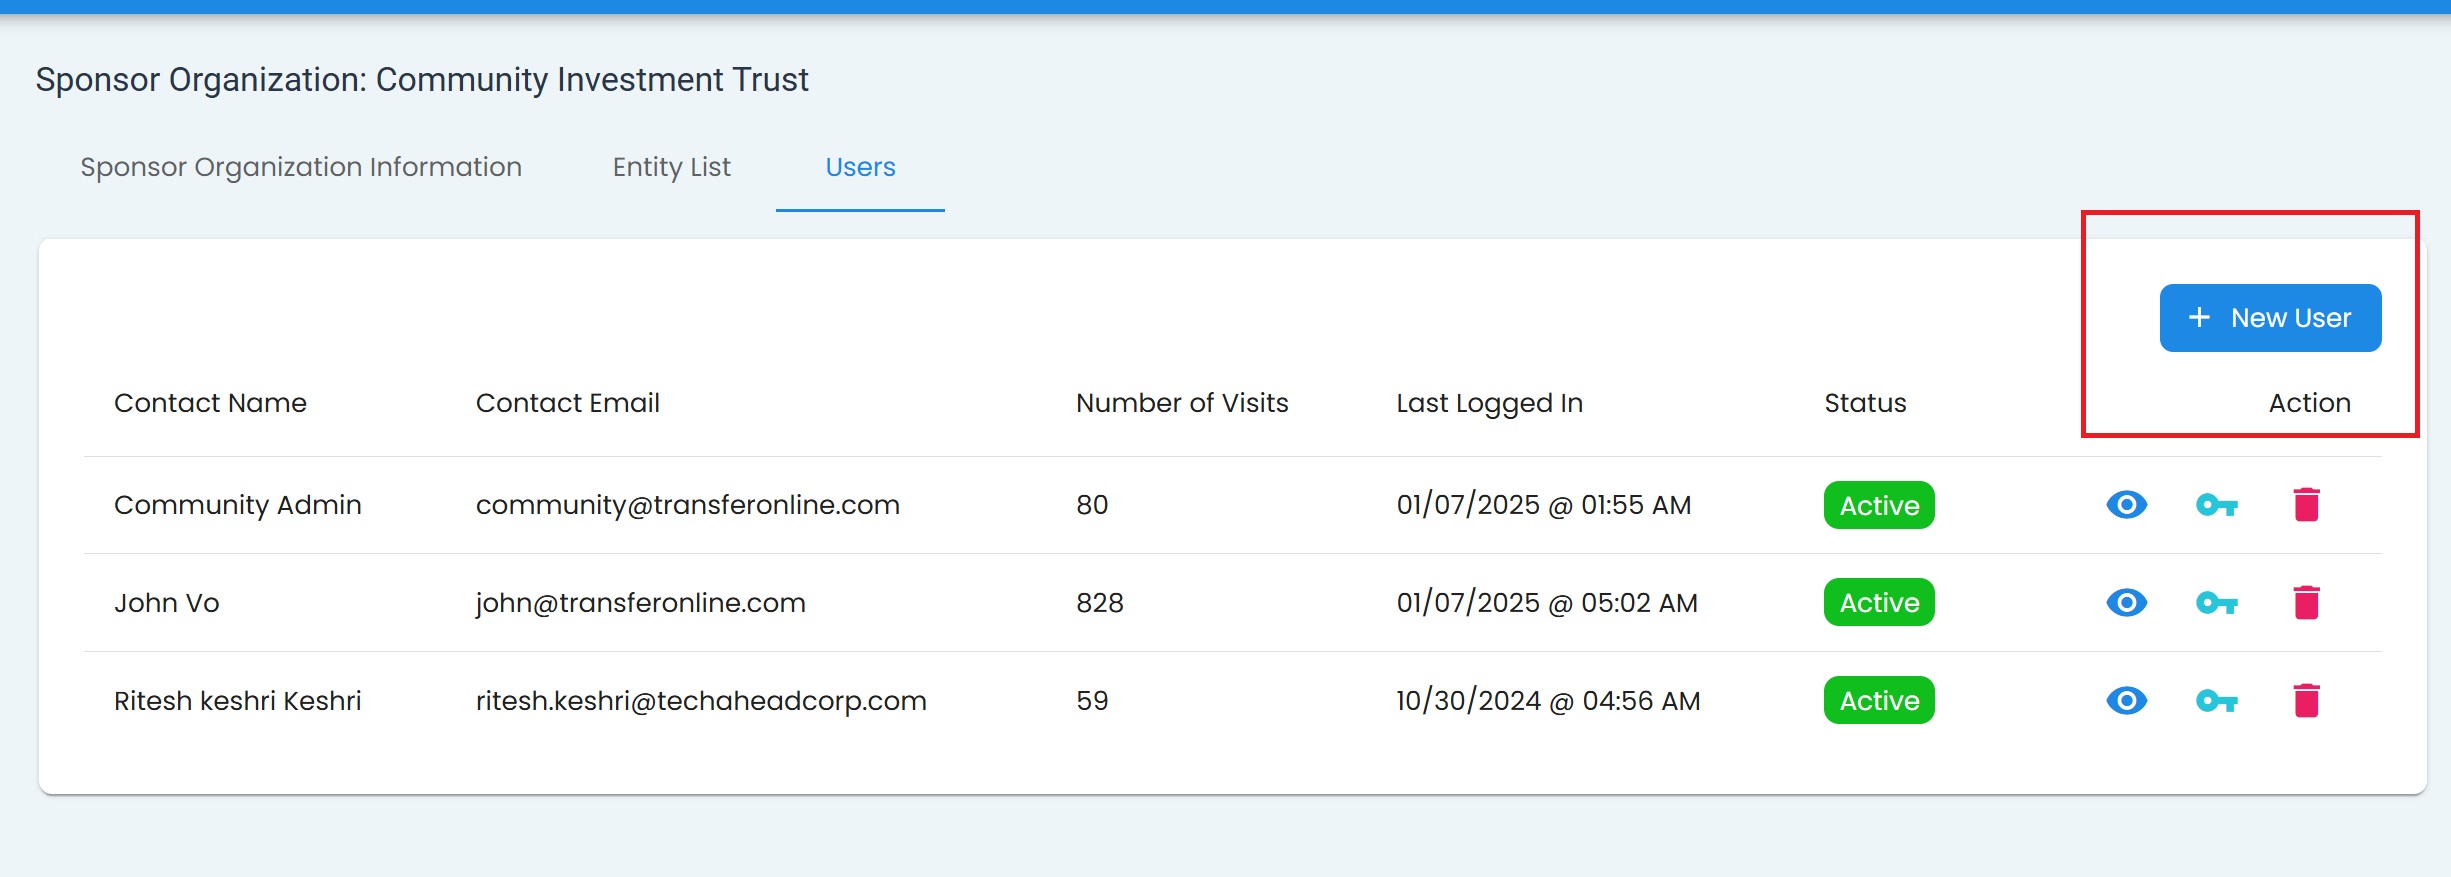 Sponsor Organization: Community Investment Trust
Sponsor Organization Information Entity List Users
+ New User
Contact Name Contact Email Number of Visits Last Logged In Status Action
Community Admin community@transferonline.com 80 01/07/2025 @ 01:55 AM Active
John Vo john@transferonline.com 828 01/07/2025 @ 05:02 AM Active
Ritesh keshri Keshri ritesh.keshri@techaheadcorp.com 59 10/30/2024 @ 04:56 AM Active